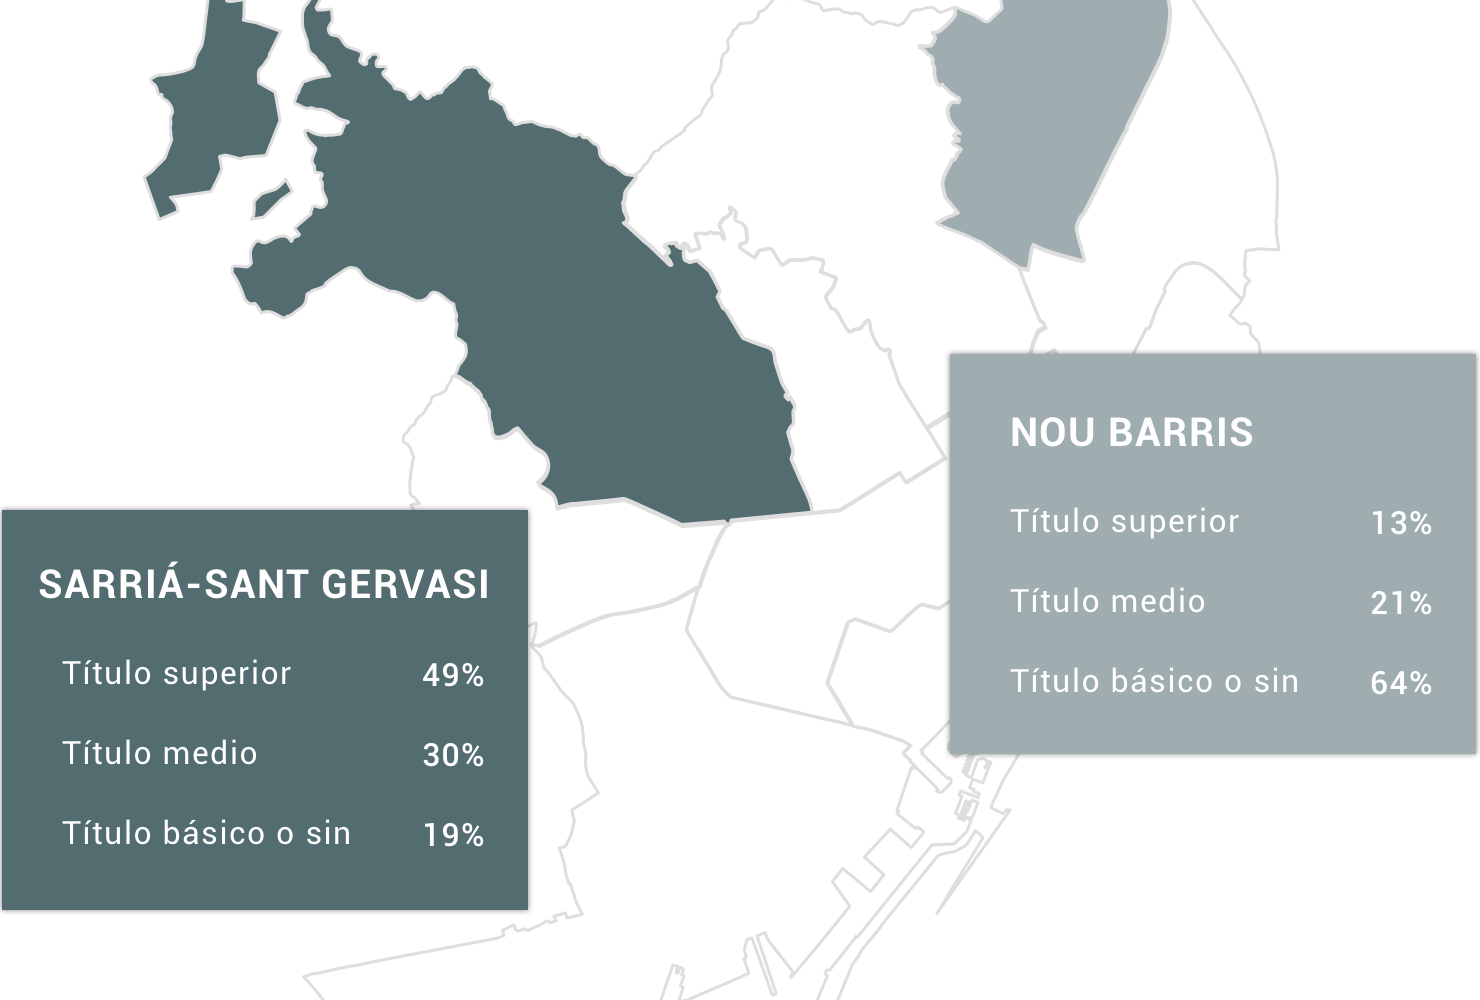 NOU BARRIS
Título superior 13%
Título medio 21%
Título básico o sin 64%
SARRIÁ-SANT GERVASI
Título superior 49%
Título medio 30%
Título básico o sin 19%